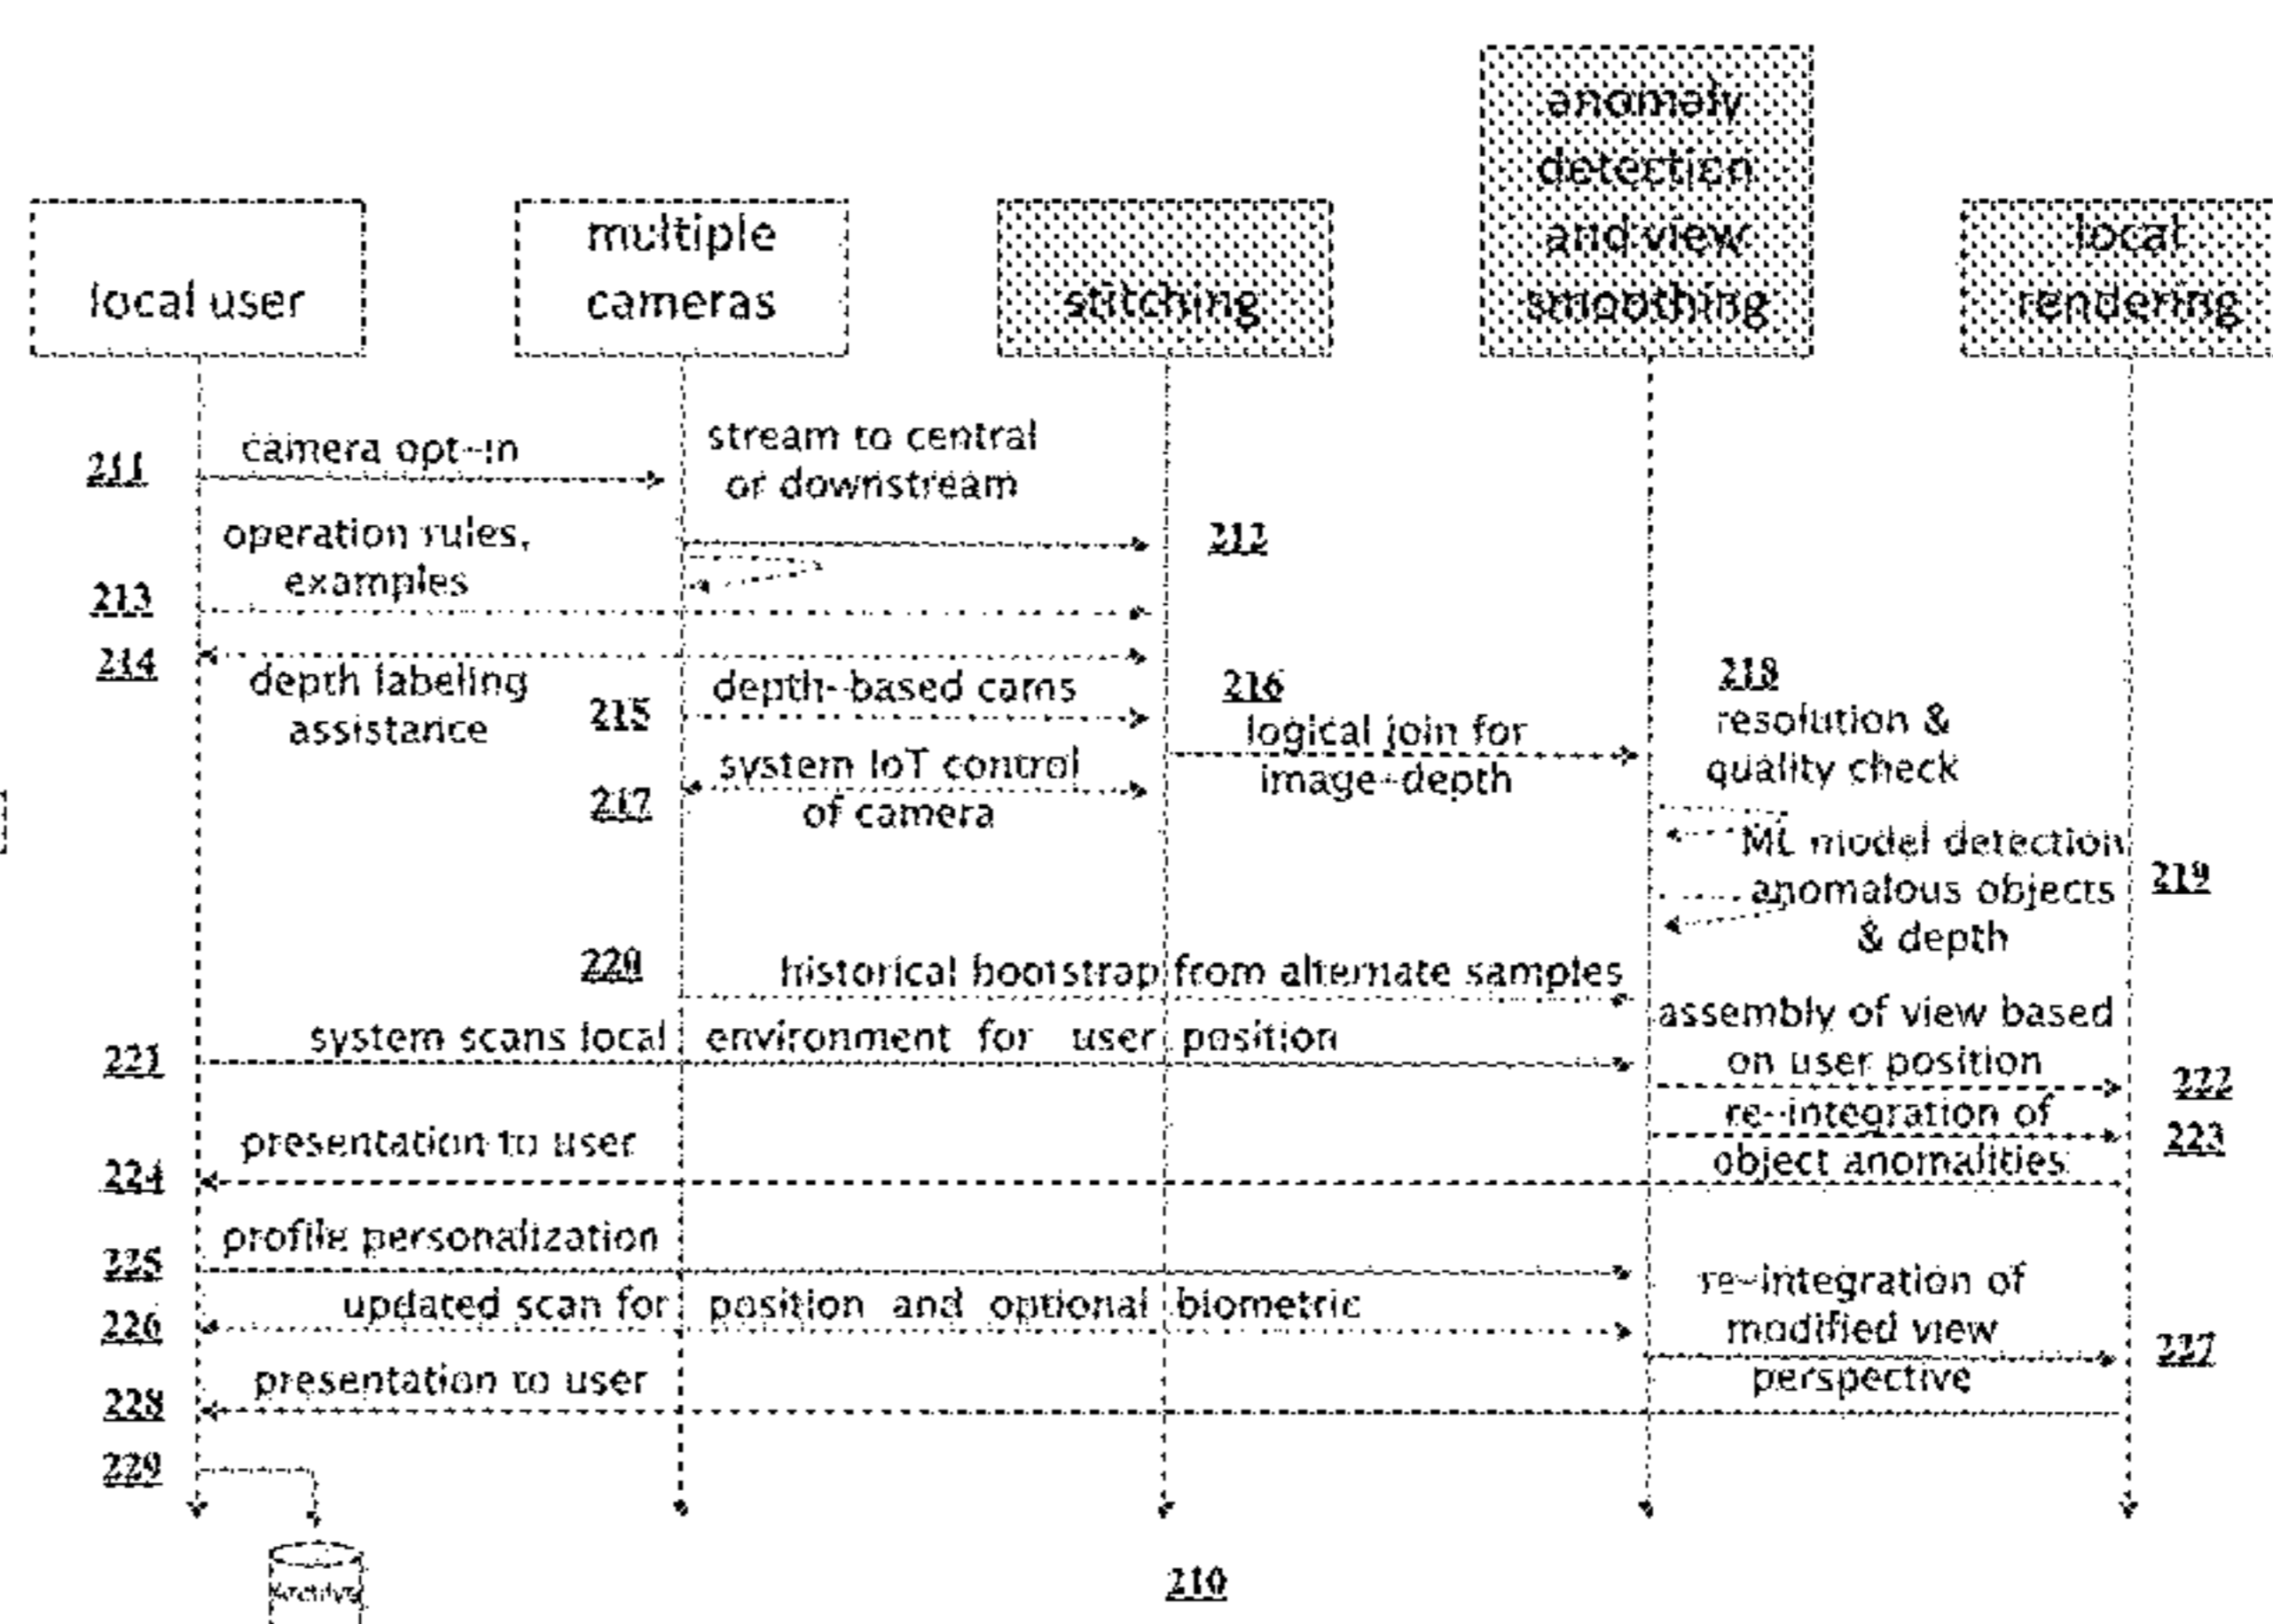 local user
multiple
cameras
stitching
anomaly
detection
and view
smoothing
local
rendering
211
camera opt-in
stream to central
or downstream
operation rules,
examples
212
213
214
depth labeling
assistance
215
depth-based cams
216
logical join for
image-depth
218
resolution &
quality check
217
system IoT control
of camera
ML model detection
anomalous objects
& depth
219
220
historical bootstrap from alternate samples
221
system scans local environment for user position
assembly of view based
on user position
222
re-integration of
object anomalities
223
presentation to user
224
profile personalization
225
updated scan for position and optional biometric
226
re-integration of
modified view
perspective
227
presentation to user
228
229
Archive
210